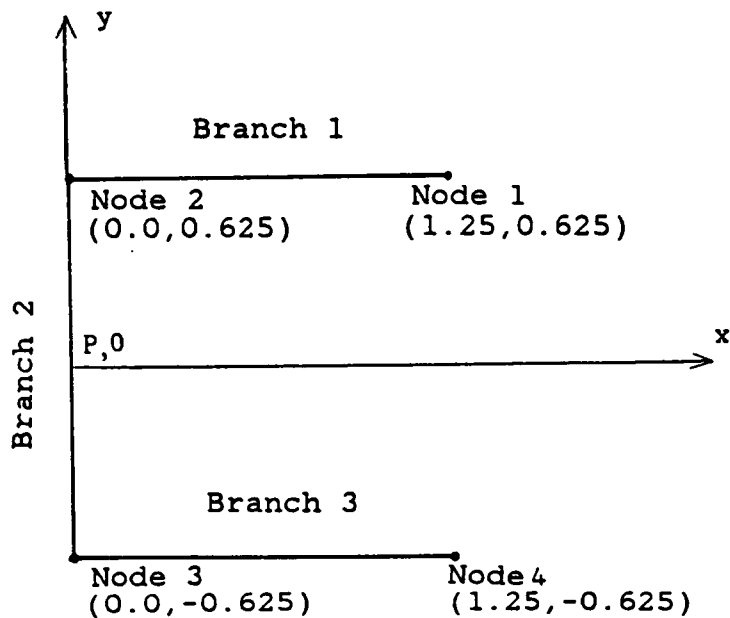 y
Branch 1
Node 2
(0.0,0.625)
Node 1
(1.25,0.625)
Branch 2
P,0
x
Branch 3
Node 3
(0.0,-0.625)
Node 4
(1.25,-0.625)